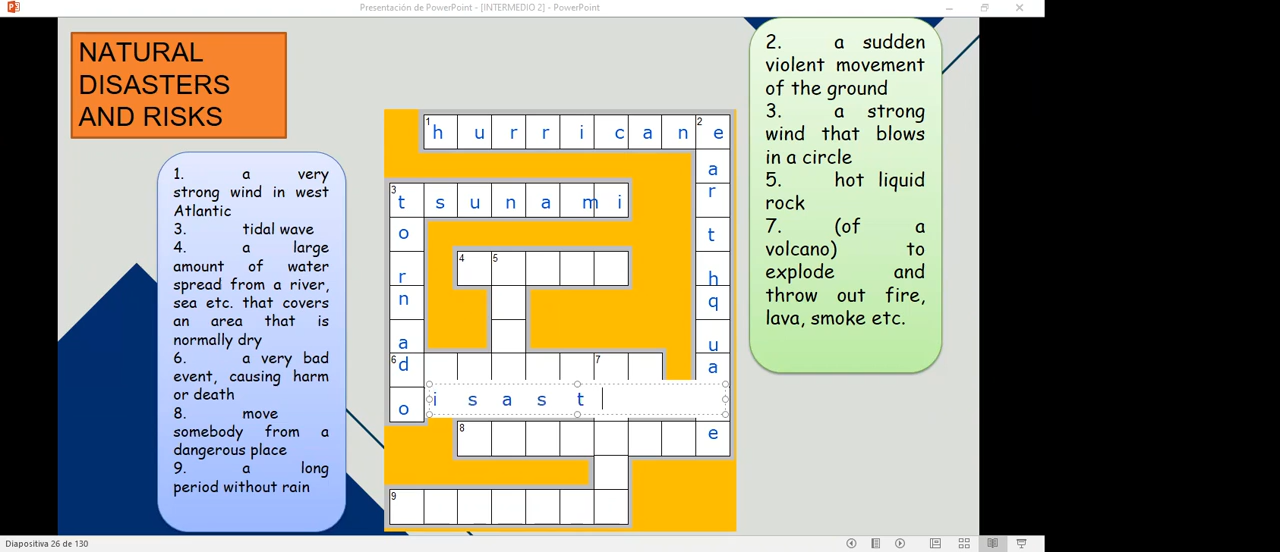 Presentación de PowerPoint - [INTERMEDIO 2] - PowerPoint
NATURAL
DISASTERS
AND RISKS
1. a very
strong wind in west
Atlantic
3. tidal wave
4. a large
amount of water
spread from a river,
sea etc. that covers
an area that is
normally dry
6. a very bad
event, causing harm
or death
8. move
somebody from a
dangerous place
9. a long
period without rain
1 2
h u r r i c a n e
a
r
3
t s u n a m i
o t
4 5
r h
n q
a u
6 7
d a
i s a s t
o
8
e
9
2. a sudden
violent movement
of the ground
3. a strong
wind that blows
in a circle
5. hot liquid
rock
7. (of a
volcano) to
explode and
throw out fire,
lava, smoke etc.
Diapositiva 26 de 130